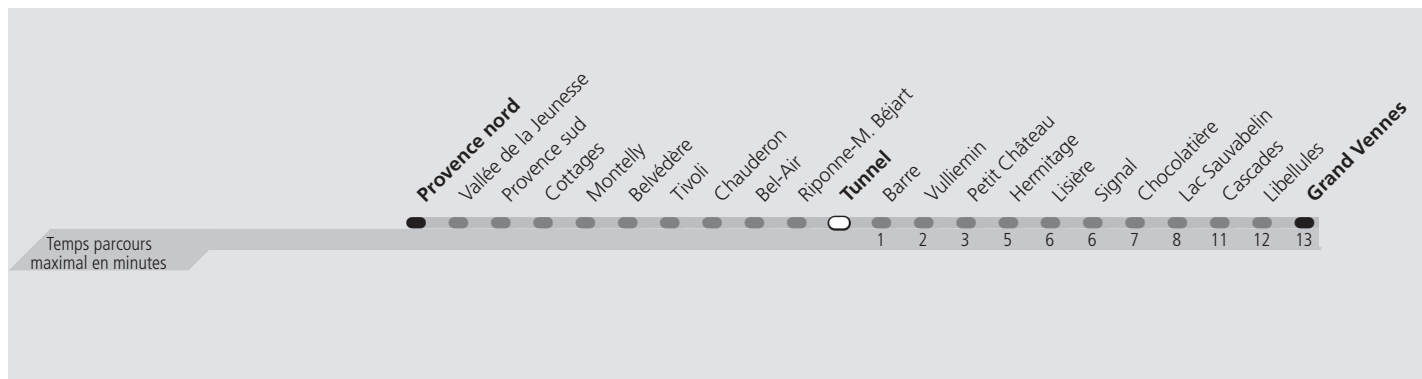 Provence nord
Vallée de la Jeunesse
Provence sud
Cottages
Montelly
Belvédère
Tivoli
Chauderon
Bel-Air
Riponne-M. Béjart
Tunnel
Barre
Vulliemin
Petit Château
Hermitage
Lisière
Signal
Chocolatière
Lac Sauvabelin
Cascades
Libellules
Grand Vennes
Temps parcours
maximal en minutes
1 2 3 5 6 6 7 8 11 12 13